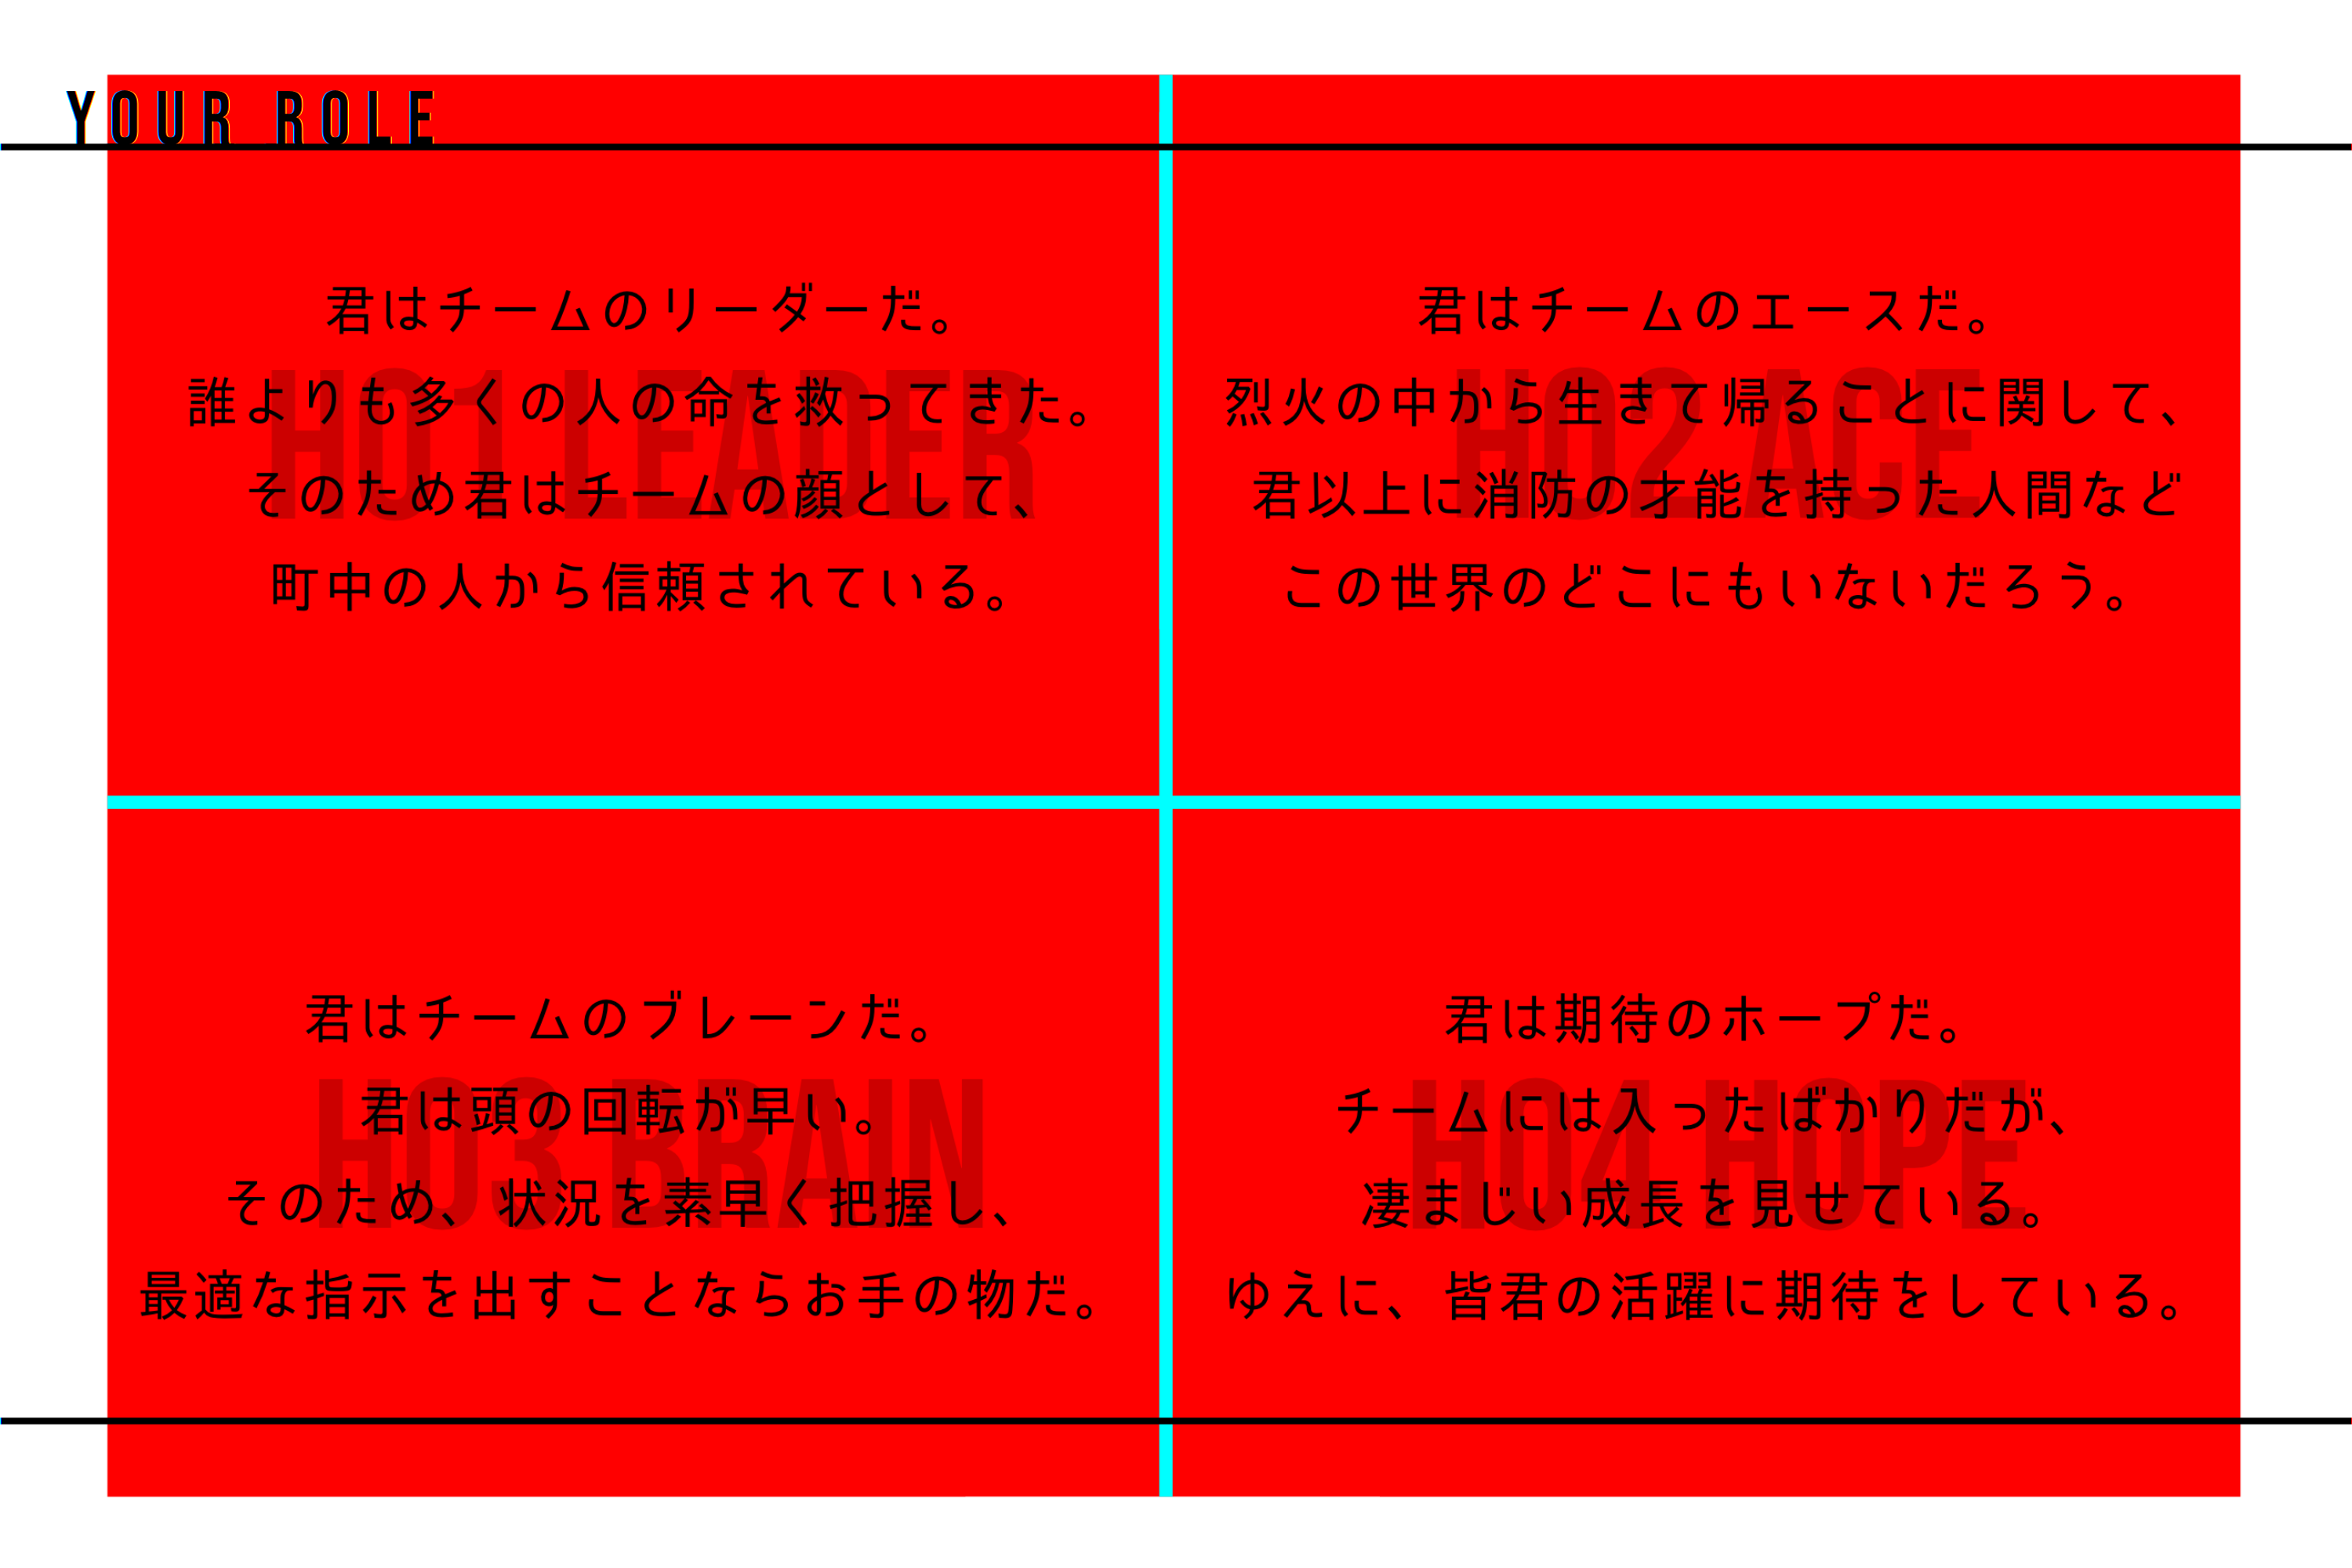 YOUR ROLE
HO1 LEADER
君はチームのリーダーだ。
誰よりも多くの人の命を救ってきた。
そのため君はチームの顔として、
町中の人から信頼されている。
HO2 ACE
君はチームのエースだ。
烈火の中から生きて帰ることに関して、
君以上に消防の才能を持った人間など
この世界のどこにもいないだろう。
HO3 BRAIN
君はチームのブレーンだ。
君は頭の回転が早い。
そのため、状況を素早く把握し、
最適な指示を出すことならお手の物だ。
HO4 HOPE
君は期待のホープだ。
チームには入ったばかりだが、
凄まじい成長を見せている。
ゆえに、皆君の活躍に期待をしている。